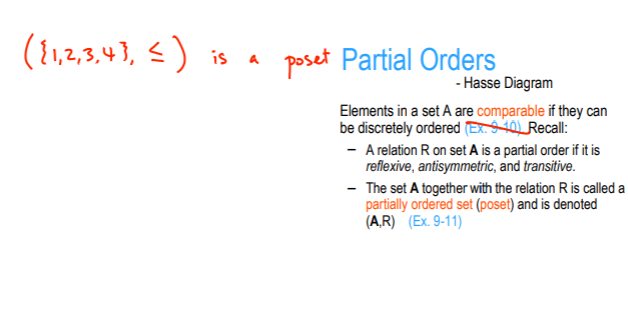 ({1,2,3,4}, ≤) is a poset
Partial Orders
- Hasse Diagram
Elements in a set A are comparable if they can
be discretely ordered (Ex. 9-10) Recall:
– A relation R on set A is a partial order if it is
reflexive, antisymmetric, and transitive.
– The set A together with the relation R is called a
partially ordered set (poset) and is denoted
(A,R) (Ex. 9-11)